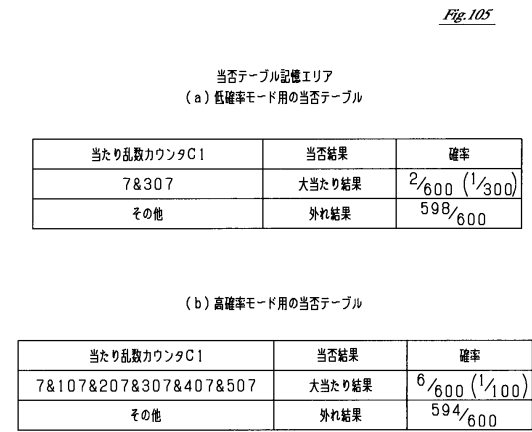 Fig.105
当否テーブル記憶エリア
(a)低確率モード用の当否テーブル
当たり乱数カウンタC1 当否結果 確率
7&307 大当たり結果 2/600 (1/300)
その他 外れ結果 598/600
(b)高確率モード用の当否テーブル
当たり乱数カウンタC1 当否結果 確率
7&107&207&307&407&507 大当たり結果 6/600 (1/100)
その他 外れ結果 594/600